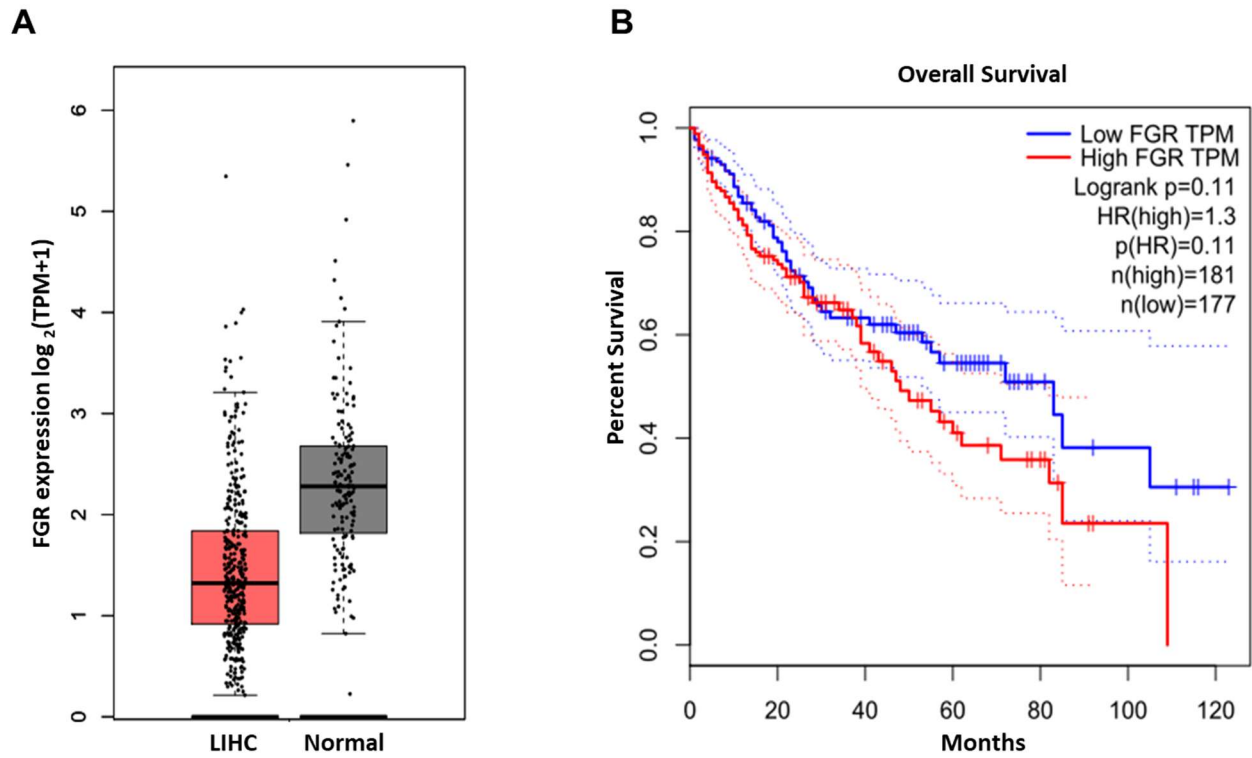 A
B
FGR expression log 2(TPM+1)
6
5
4
3
2
1
0
LIHC
Normal
Overall Survival
Percent Survival
1.0
0.8
0.6
0.4
0.2
0.0
Low FGR TPM
High FGR TPM
Logrank p=0.11
HR(high)=1.3
p(HR)=0.11
n(high)=181
n(low)=177
0
20
40
60
80
100
120
Months